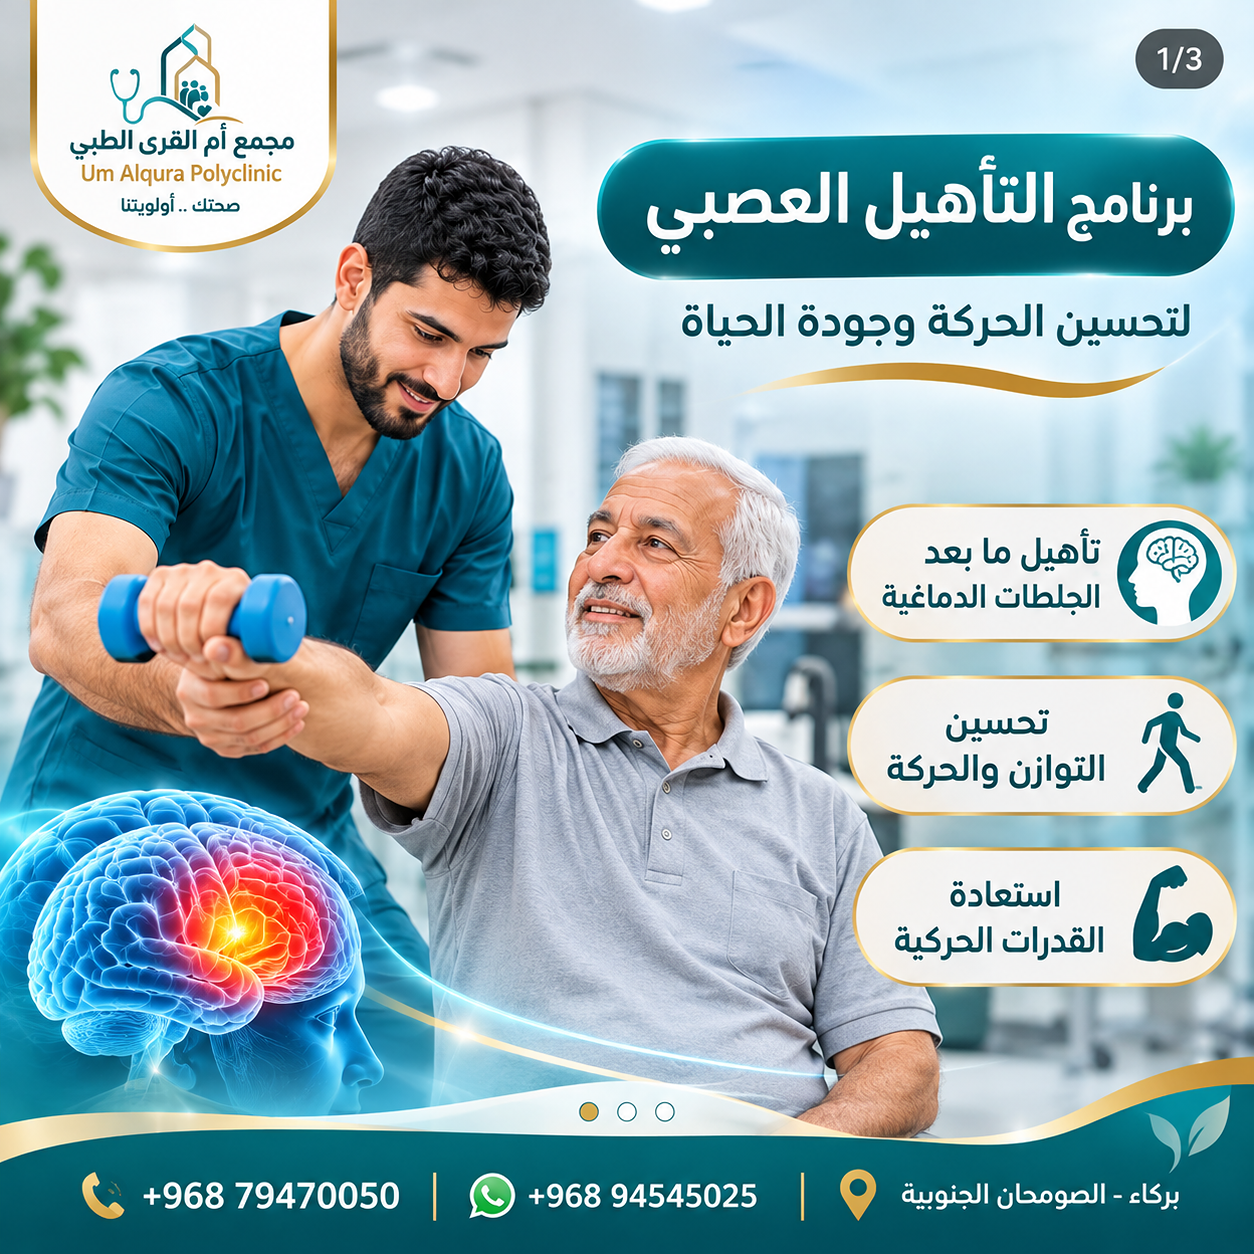 مجمع أم القرى الطبي
Um Alqura Polyclinic
صحتك .. أولويتنا
1/3
برنامج التأهيل العصبي
لتحسين الحركة وجودة الحياة
تأهيل ما بعد
الجلطات الدماغية
تحسين
التوازن والحركة
استعادة
القدرات الحركية
+968 79470050
+968 94545025
بركاء - الصومحان الجنوبية